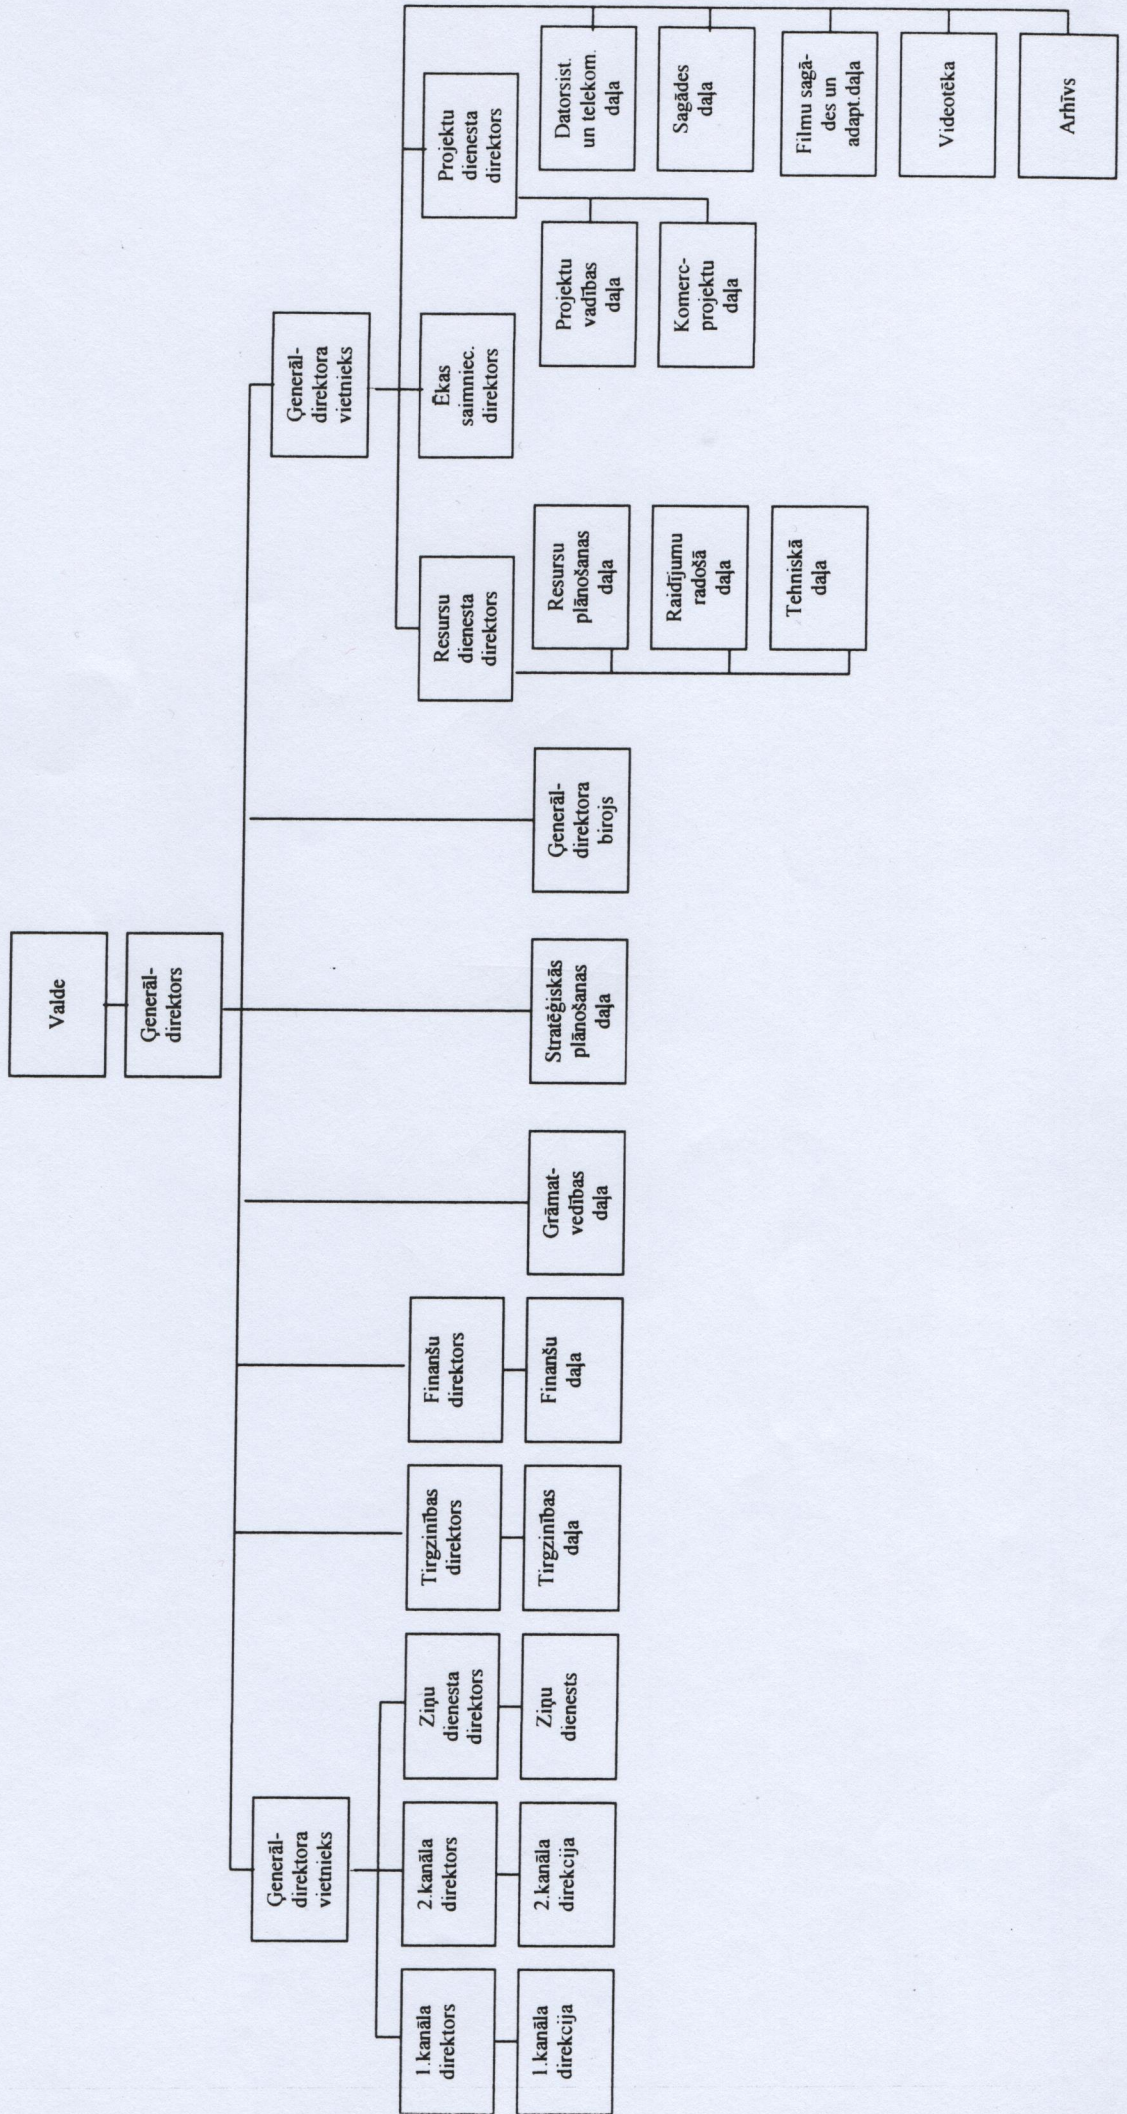 Valde
Ģenerāl-
direktors
Ģenerāl-
direktora
vietnieks
Ģenerāl-
direktora
vietnieks
1.kanāla
direktors
2.kanāla
direktors
Ziņu
dienesta
direktors
Tirgzinības
direktors
Finanšu
direktors
Resursu
dienesta
direktors
Ēkas
saimniec.
direktors
Projektu
dienesta
direktors
1.kanāla
direkcija
2.kanāla
direkcija
Ziņu
dienests
Tirgzinības
daļa
Finanšu
daļa
Grāmat-
vedības
daļa
Stratēģiskās
plānošanas
daļa
Ģenerāl-
direktora
birojs
Resursu
plānošanas
daļa
Raidījumu
radošā
daļa
Tehniskā
daļa
Projektu
vadības
daļa
Komerc-
projektu
daļa
Datorsist.
un telekom.
daļa
Sagādes
daļa
Filmu sagā-
des un
adapt.daļa
Videotēka
Arhīvs